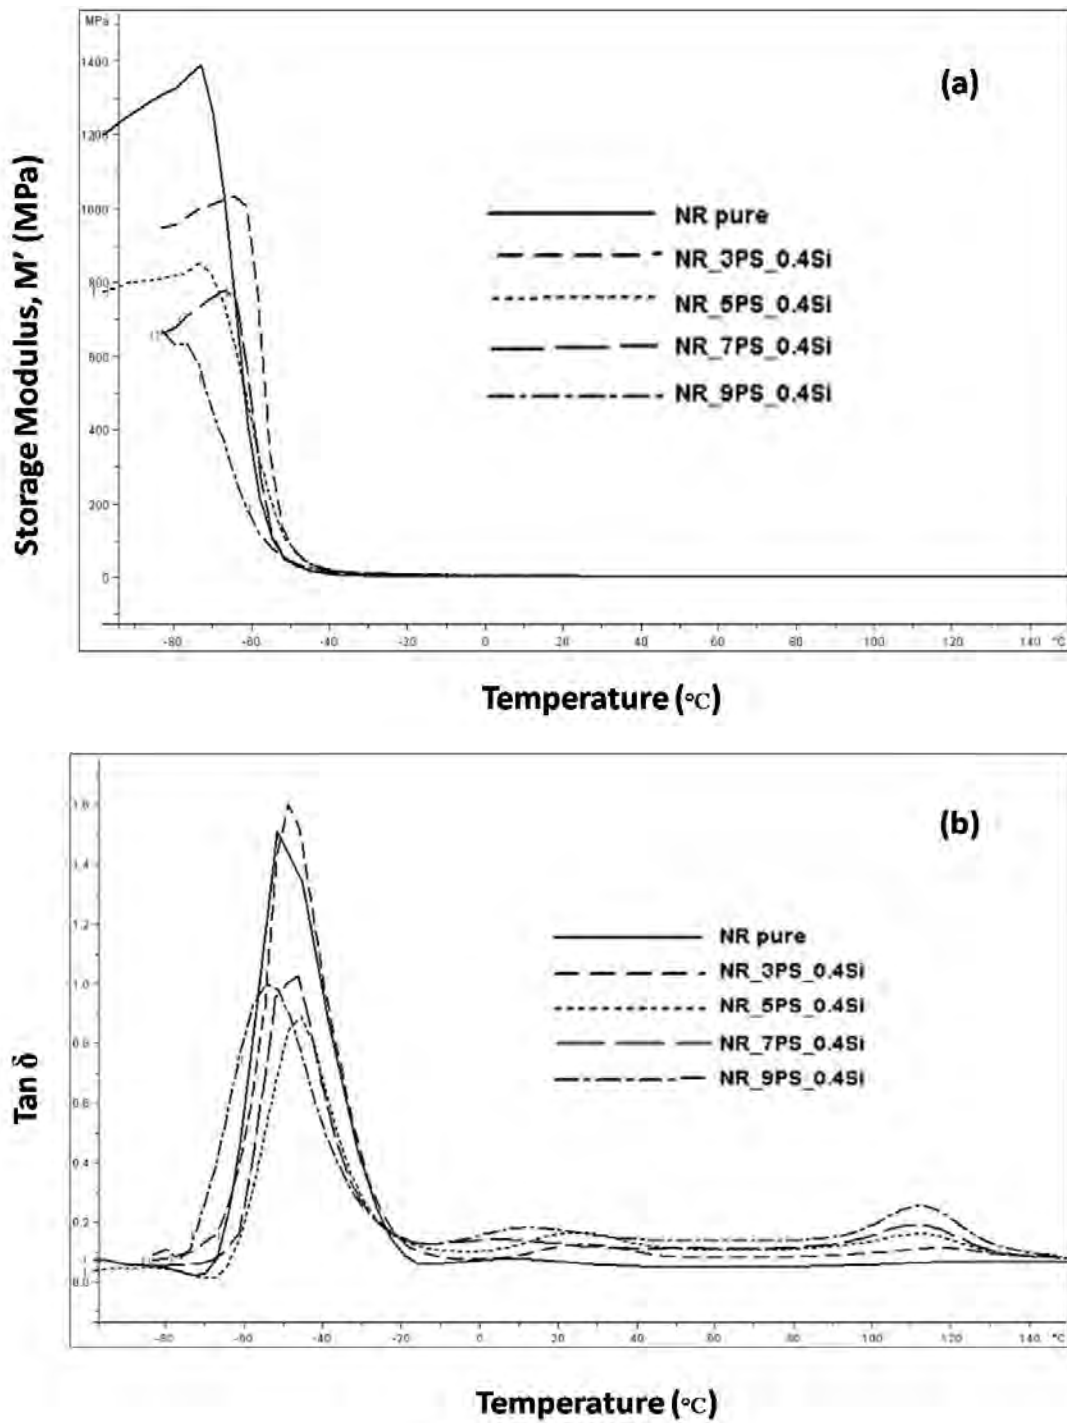 MPa
(a)
1400
1200
1000
800
600
400
200
0
Storage Modulus, M' (MPa)
NR pure
NR_3PS_0.4Si
NR_5PS_0.4Si
NR_7PS_0.4Si
NR_9PS_0.4Si
-80 -60 -40 -20 0 20 40 60 80 100 120 140 °C
Temperature (°C)
(b)
1.6
1.4
1.2
1.0
0.8
0.6
0.4
0.2
0.0
Tan δ
NR pure
NR_3PS_0.4Si
NR_5PS_0.4Si
NR_7PS_0.4Si
NR_9PS_0.4Si
-80 -60 -40 -20 0 20 40 60 80 100 120 140 °C
Temperature (°C)